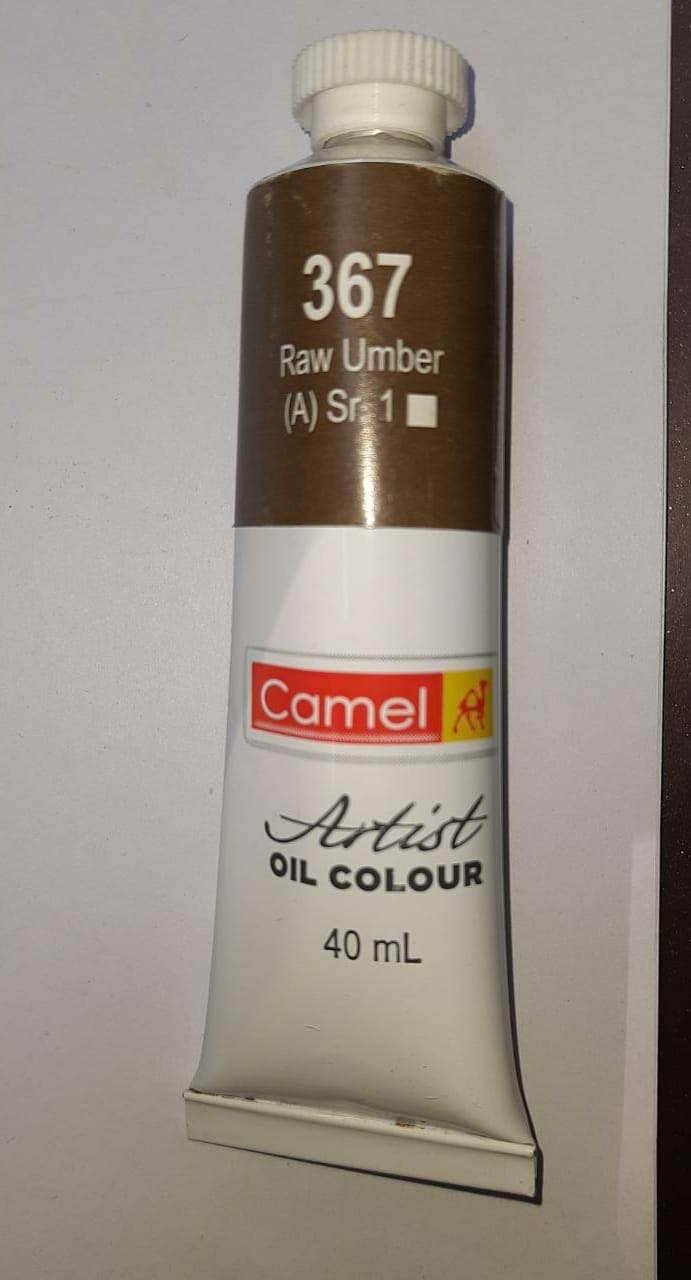 367
Raw Umber
(A) Sr. 1
Camel
Artist
OIL COLOUR
40 mL